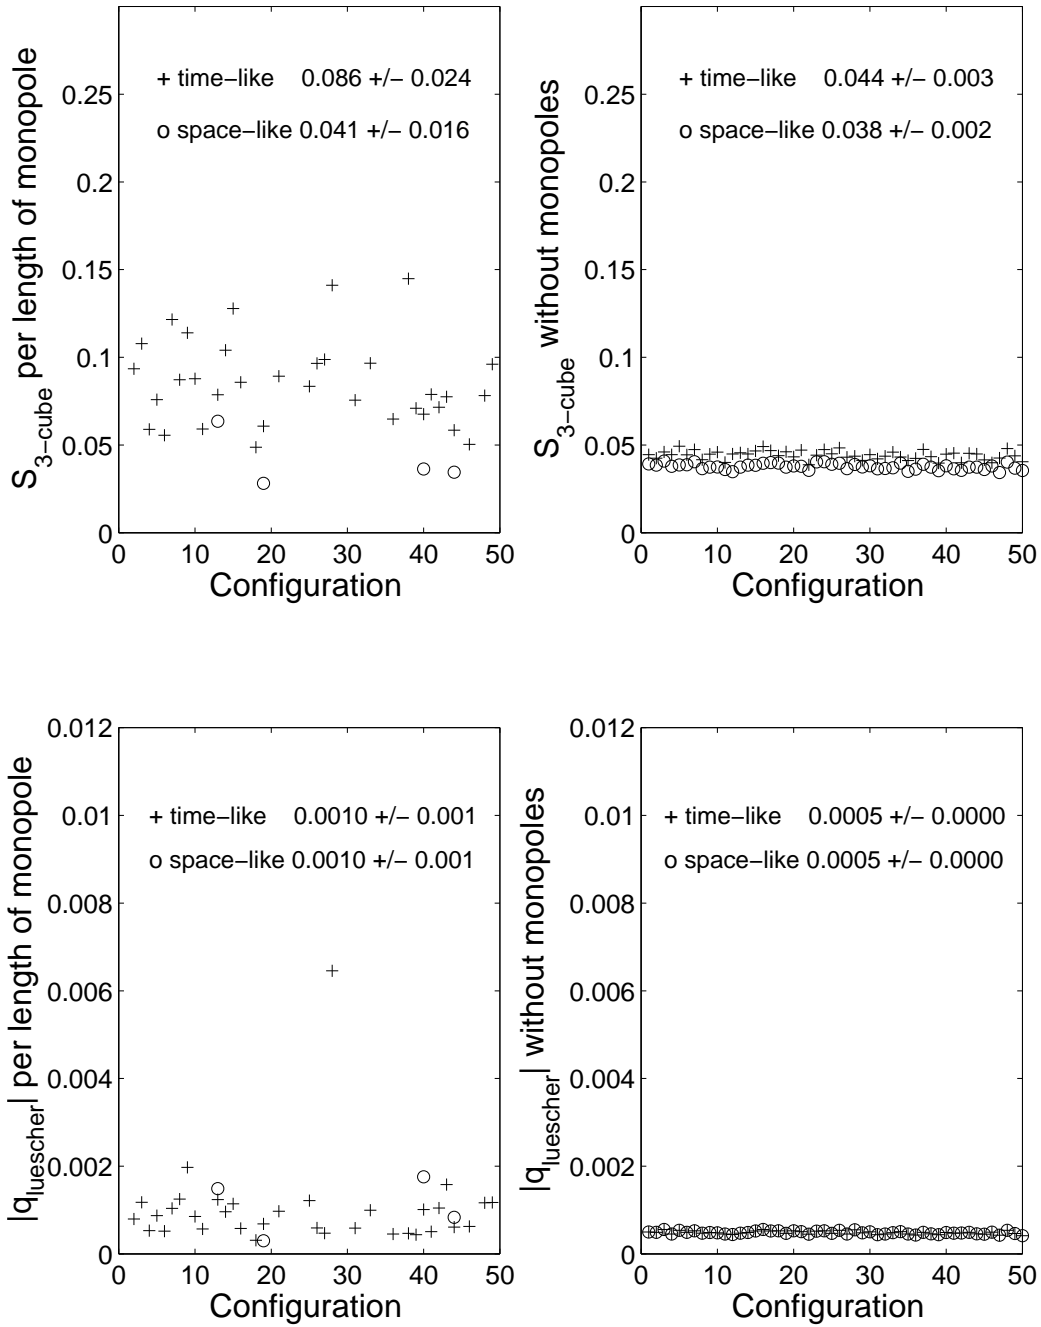 S_3−cube per length of monopole
+ time−like 0.086 +/− 0.024
o space−like 0.041 +/− 0.016
0.25
0.2
0.15
0.1
0.05
0
0 10 20 30 40 50
Configuration
S_3−cube without monopoles
+ time−like 0.044 +/− 0.003
o space−like 0.038 +/− 0.002
0.25
0.2
0.15
0.1
0.05
0
0 10 20 30 40 50
Configuration
|q_luescher| per length of monopole
0.012
+ time−like 0.0010 +/− 0.001
o space−like 0.0010 +/− 0.001
0.01
0.008
0.006
0.004
0.002
0
0 10 20 30 40 50
Configuration
|q_luescher| without monopoles
0.012
+ time−like 0.0005 +/− 0.0000
o space−like 0.0005 +/− 0.0000
0.01
0.008
0.006
0.004
0.002
0
0 10 20 30 40 50
Configuration